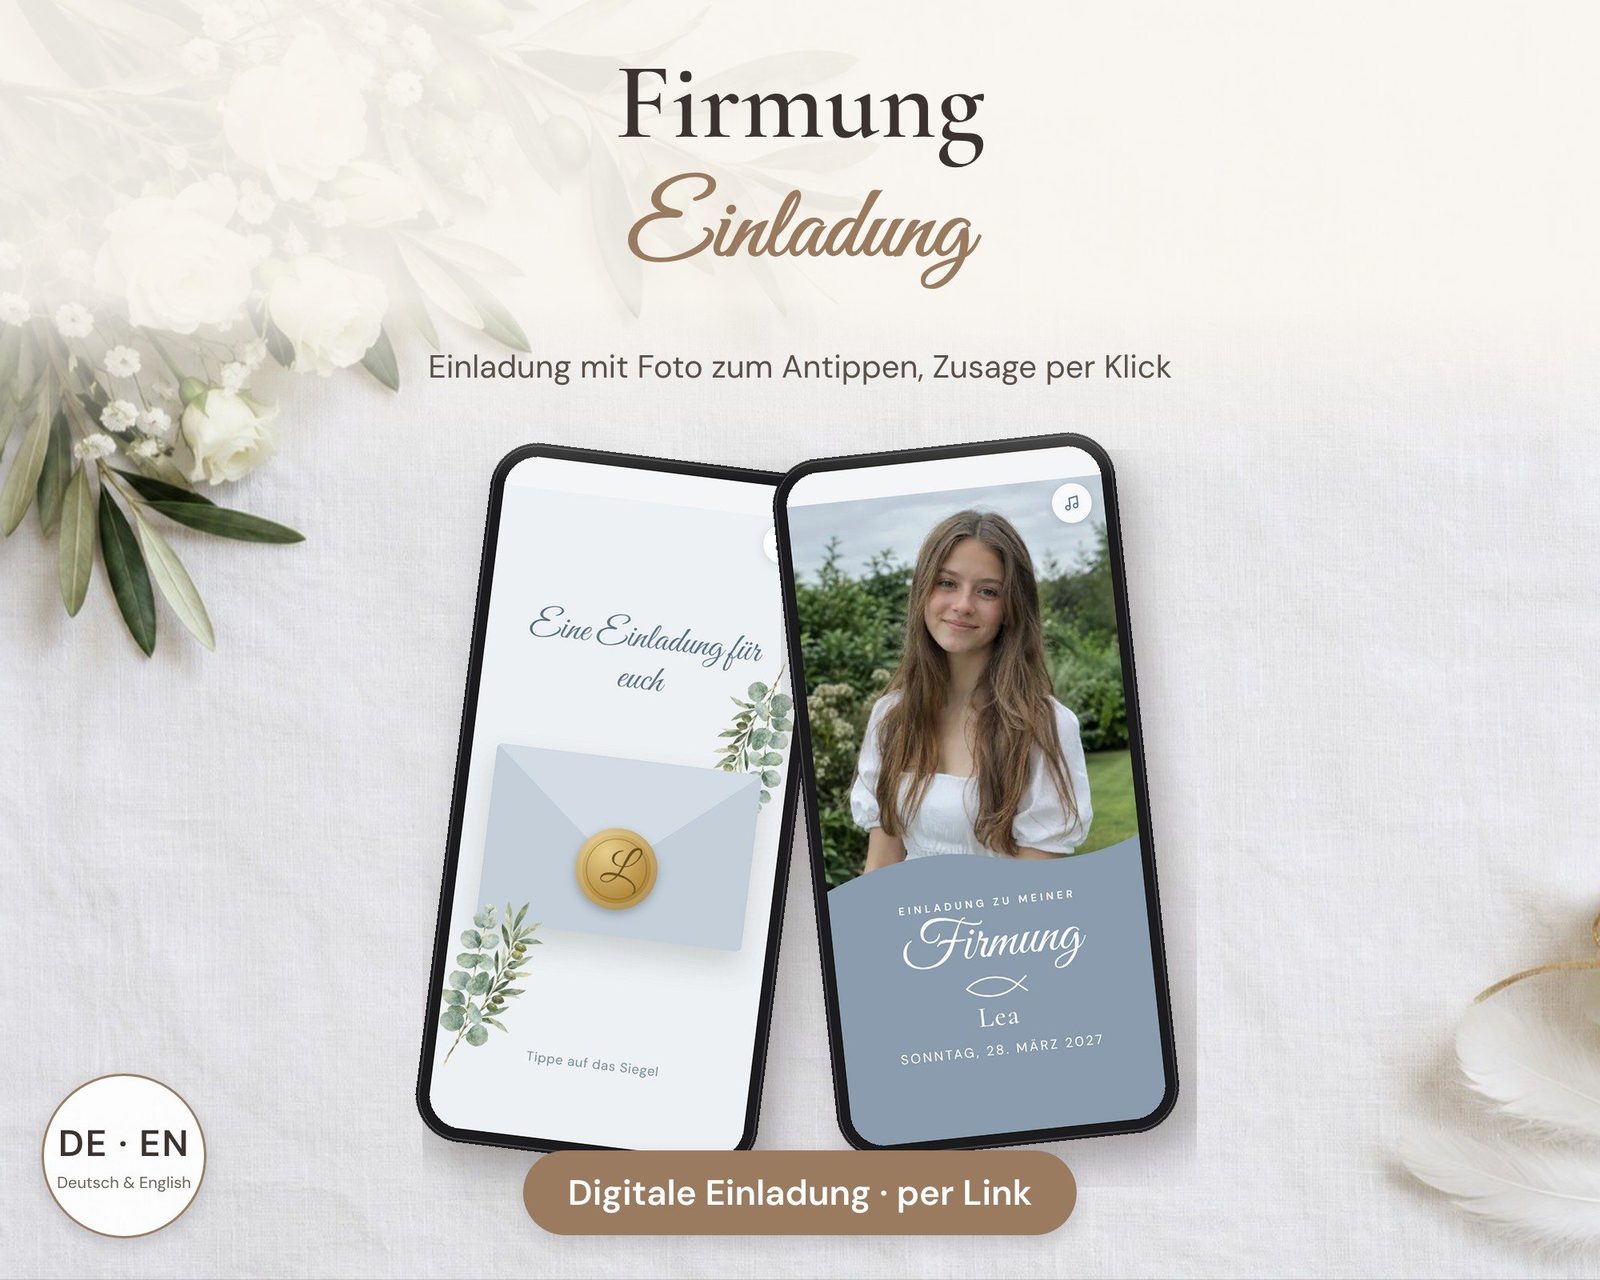 Firmung
Einladung
Einladung mit Foto zum Antippen, Zusage per Klick
Eine Einladung für
euch
L
Tippe auf das Siegel
EINLADUNG ZU MEINER
Firmung
Lea
SONNTAG, 28. MÄRZ 2027
DE · EN
Deutsch & English
Digitale Einladung · per Link